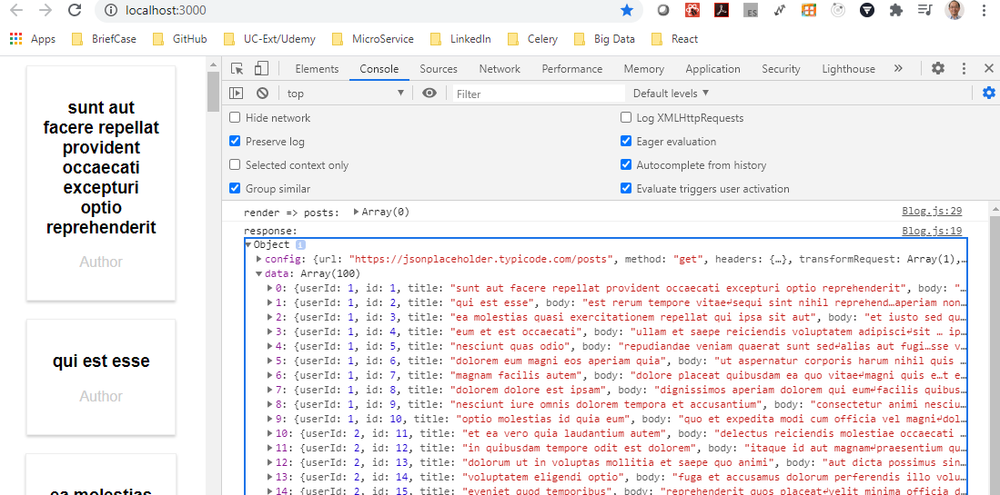 localhost:3000
ES
Apps BriefCase GitHub UC-Ext/Udemy MicroService LinkedIn Celery Big Data React
sunt aut
facere repellat
provident
occaecati
excepturi
optio
reprehenderit
Author
qui est esse
Author
ea molestias
Elements Console Sources Network Performance Memory Application Security Lighthouse »
top Filter Default levels ▼
Hide network Log XMLHttpRequests
Preserve log Eager evaluation
Selected context only Autocomplete from history
Group similar Evaluate triggers user activation
render => posts: ▶Array(0) Blog.js:29
response: Blog.js:19
▼Object i
▶config: {url: "https://jsonplaceholder.typicode.com/posts", method: "get", headers: {…}, transformRequest: Array(1),…
▼data: Array(100)
▶0: {userId: 1, id: 1, title: "sunt aut facere repellat provident occaecati excepturi optio reprehenderit", body: "…
▶1: {userId: 1, id: 2, title: "qui est esse", body: "est rerum tempore vitae↵sequi sint nihil reprehend…aperiam non…
▶2: {userId: 1, id: 3, title: "ea molestias quasi exercitationem repellat qui ipsa sit aut", body: "et iusto sed qu…
▶3: {userId: 1, id: 4, title: "eum et est occaecati", body: "ullam et saepe reiciendis voluptatem adipisci↵sit … ip…
▶4: {userId: 1, id: 5, title: "nesciunt quas odio", body: "repudiandae veniam quaerat sunt sed↵alias aut fugi…sse v…
▶5: {userId: 1, id: 6, title: "dolorem eum magni eos aperiam quia", body: "ut aspernatur corporis harum nihil quis …
▶6: {userId: 1, id: 7, title: "magnam facilis autem", body: "dolore placeat quibusdam ea quo vitae↵magni quis e…t e…
▶7: {userId: 1, id: 8, title: "dolorem dolore est ipsam", body: "dignissimos aperiam dolorem qui eum↵facilis quibus…
▶8: {userId: 1, id: 9, title: "nesciunt iure omnis dolorem tempora et accusantium", body: "consectetur animi nesciu…
▶9: {userId: 1, id: 10, title: "optio molestias id quia eum", body: "quo et expedita modi cum officia vel magni↵dol…
▶10: {userId: 2, id: 11, title: "et ea vero quia laudantium autem", body: "delectus reiciendis molestiae occaecati …
▶11: {userId: 2, id: 12, title: "in quibusdam tempore odit est dolorem", body: "itaque id aut magnam↵praesentium qu…
▶12: {userId: 2, id: 13, title: "dolorum ut in voluptas mollitia et saepe quo animi", body: "aut dicta possimus sin…
▶13: {userId: 2, id: 14, title: "voluptatem eligendi optio", body: "fuga et accusamus dolorum perferendis illo volu…
▶14: {userId: 2, id: 15, title: "eveniet quod temporibus", body: "reprehenderit quos placeat↵velit minima officia d…